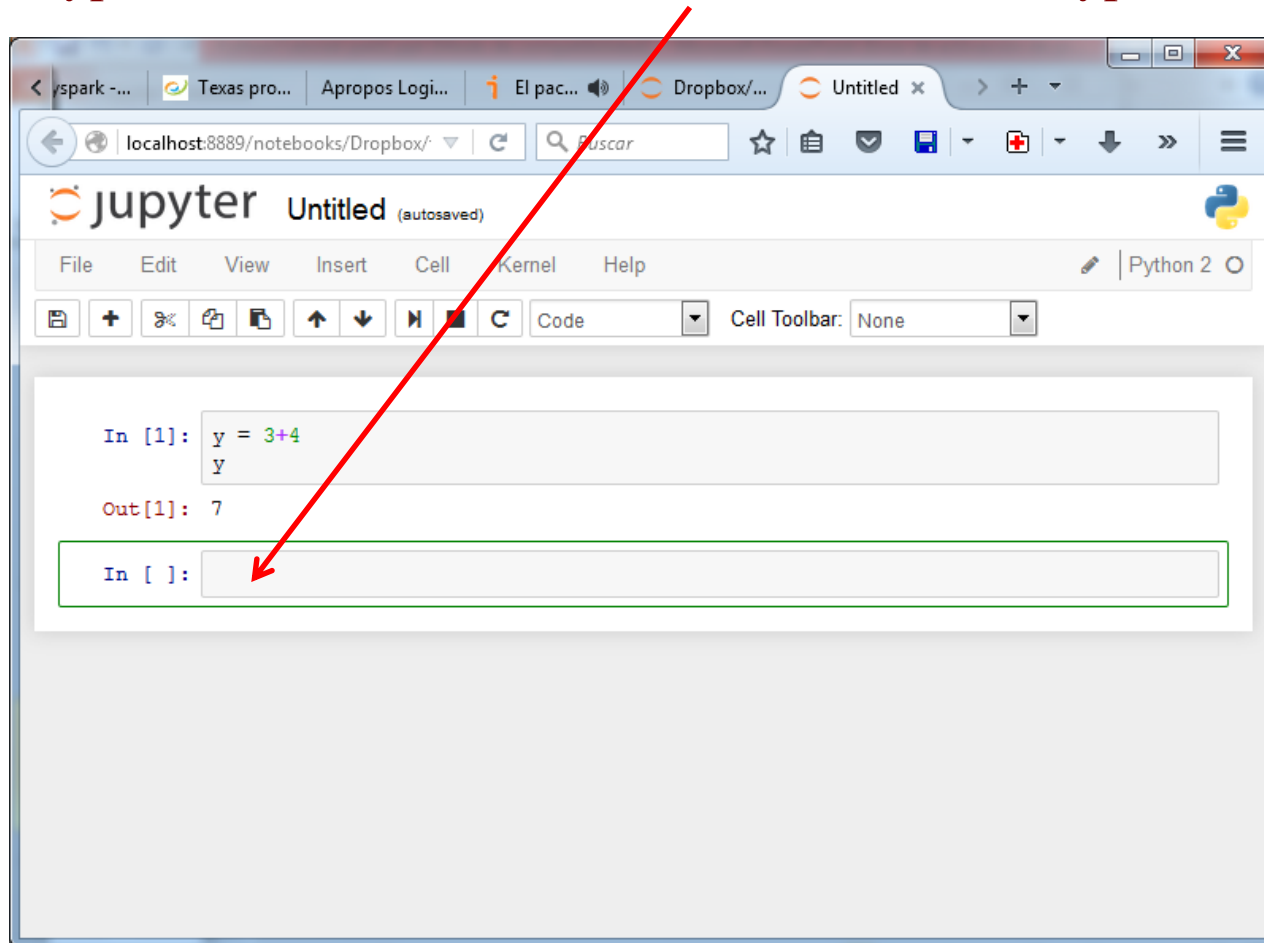 yspark -... Texas pro... Apropos Logi... El pac... Dropbox/... Untitled
localhost:8889/notebooks/Dropbox/ Buscar
jupyter Untitled (autosaved)
File Edit View Insert Cell Kernel Help Python 2
Code Cell Toolbar: None
In [1]: y = 3+4
y
Out[1]: 7
In [ ]: